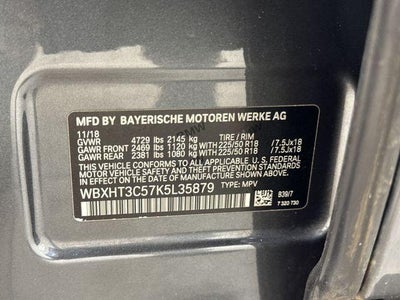 MFD BY BAYERISCHE MOTOREN WERKE AG
11/18
GVWR 4729 lbs 2145 kg TIRE / RIM
GAWR FRONT 2469 lbs 1120 kg WITH 225/50 R18 /7.5Jx18
GAWR REAR 2381 lbs 1080 kg WITH 225/50 R18 /7.5Jx18
THIS VEHICLE CONFORMS TO ALL APPLICABLE U. S. FEDERAL
MOTOR VEHICLE SAFETY, BUMPER, AND THEFT PREVENTION
STANDARDS IN EFFECT ON THE DATE OF MANUFACTURE SHOWN ABOVE.
WBXHT3C57K5L35879 TYPE: MPV
839/7
7 320 730